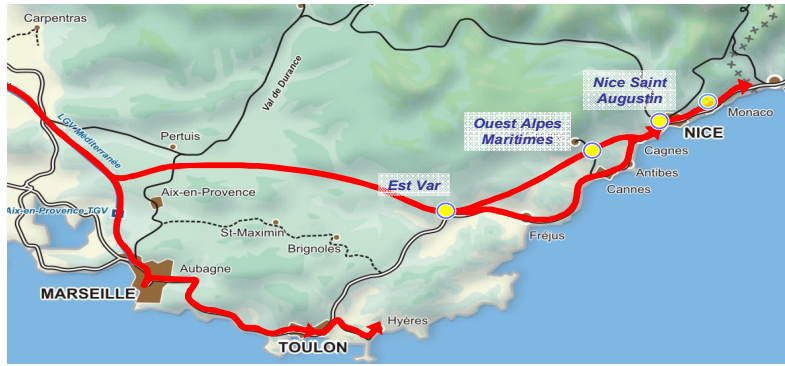 Carpentras
Val de Durance
LGV Méditerranée
Pertuis
Nice Saint
Augustin
Monaco
NICE
Ouest Alpes
Maritimes
Cagnes
Antibes
Cannes
Est Var
Aix-en-Provence
Aix-en-Provence TGV
St-Maximin
Brignoles
Fréjus
Aubagne
MARSEILLE
Hyères
TOULON